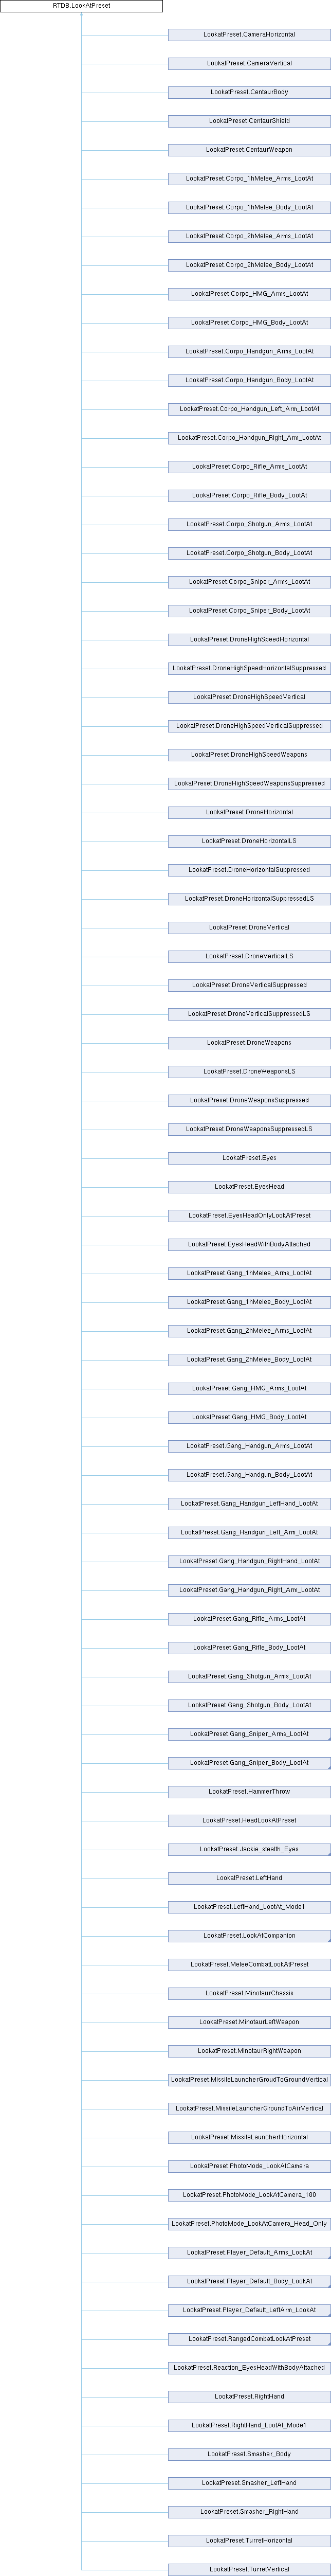 RTDB.LookAtPreset
LookatPreset.CameraHorizontal
LookatPreset.CameraVertical
LookatPreset.CentaurBody
LookatPreset.CentaurShield
LookatPreset.CentaurWeapon
LookatPreset.Corpo_1hMelee_Arms_LootAt
LookatPreset.Corpo_1hMelee_Body_LootAt
LookatPreset.Corpo_2hMelee_Arms_LootAt
LookatPreset.Corpo_2hMelee_Body_LootAt
LookatPreset.Corpo_HMG_Arms_LootAt
LookatPreset.Corpo_HMG_Body_LootAt
LookatPreset.Corpo_Handgun_Arms_LootAt
LookatPreset.Corpo_Handgun_Body_LootAt
LookatPreset.Corpo_Handgun_Left_Arm_LootAt
LookatPreset.Corpo_Handgun_Right_Arm_LootAt
LookatPreset.Corpo_Rifle_Arms_LootAt
LookatPreset.Corpo_Rifle_Body_LootAt
LookatPreset.Corpo_Shotgun_Arms_LootAt
LookatPreset.Corpo_Shotgun_Body_LootAt
LookatPreset.Corpo_Sniper_Arms_LootAt
LookatPreset.Corpo_Sniper_Body_LootAt
LookatPreset.DroneHighSpeedHorizontal
LookatPreset.DroneHighSpeedHorizontalSuppressed
LookatPreset.DroneHighSpeedVertical
LookatPreset.DroneHighSpeedVerticalSuppressed
LookatPreset.DroneHighSpeedWeapons
LookatPreset.DroneHighSpeedWeaponsSuppressed
LookatPreset.DroneHorizontal
LookatPreset.DroneHorizontalLS
LookatPreset.DroneHorizontalSuppressed
LookatPreset.DroneHorizontalSuppressedLS
LookatPreset.DroneVertical
LookatPreset.DroneVerticalLS
LookatPreset.DroneVerticalSuppressed
LookatPreset.DroneVerticalSuppressedLS
LookatPreset.DroneWeapons
LookatPreset.DroneWeaponsLS
LookatPreset.DroneWeaponsSuppressed
LookatPreset.DroneWeaponsSuppressedLS
LookatPreset.Eyes
LookatPreset.EyesHead
LookatPreset.EyesHeadOnlyLookAtPreset
LookatPreset.EyesHeadWithBodyAttached
LookatPreset.Gang_1hMelee_Arms_LootAt
LookatPreset.Gang_1hMelee_Body_LootAt
LookatPreset.Gang_2hMelee_Arms_LootAt
LookatPreset.Gang_2hMelee_Body_LootAt
LookatPreset.Gang_HMG_Arms_LootAt
LookatPreset.Gang_HMG_Body_LootAt
LookatPreset.Gang_Handgun_Arms_LootAt
LookatPreset.Gang_Handgun_Body_LootAt
LookatPreset.Gang_Handgun_LeftHand_LootAt
LookatPreset.Gang_Handgun_Left_Arm_LootAt
LookatPreset.Gang_Handgun_RightHand_LootAt
LookatPreset.Gang_Handgun_Right_Arm_LootAt
LookatPreset.Gang_Rifle_Arms_LootAt
LookatPreset.Gang_Rifle_Body_LootAt
LookatPreset.Gang_Shotgun_Arms_LootAt
LookatPreset.Gang_Shotgun_Body_LootAt
LookatPreset.Gang_Sniper_Arms_LootAt
LookatPreset.Gang_Sniper_Body_LootAt
LookatPreset.HammerThrow
LookatPreset.HeadLookAtPreset
LookatPreset.Jackie_stealth_Eyes
LookatPreset.LeftHand
LookatPreset.LeftHand_LootAt_Mode1
LookatPreset.LookAtCompanion
LookatPreset.MeleeCombatLookAtPreset
LookatPreset.MinotaurChassis
LookatPreset.MinotaurLeftWeapon
LookatPreset.MinotaurRightWeapon
LookatPreset.MissileLauncherGroudToGroundVertical
LookatPreset.MissileLauncherGroundToAirVertical
LookatPreset.MissileLauncherHorizontal
LookatPreset.PhotoMode_LookAtCamera
LookatPreset.PhotoMode_LookAtCamera_180
LookatPreset.PhotoMode_LookAtCamera_Head_Only
LookatPreset.Player_Default_Arms_LookAt
LookatPreset.Player_Default_Body_LookAt
LookatPreset.Player_Default_LeftArm_LookAt
LookatPreset.RangedCombatLookAtPreset
LookatPreset.Reaction_EyesHeadWithBodyAttached
LookatPreset.RightHand
LookatPreset.RightHand_LootAt_Mode1
LookatPreset.Smasher_Body
LookatPreset.Smasher_LeftHand
LookatPreset.Smasher_RightHand
LookatPreset.TurretHorizontal
LookatPreset.TurretVertical